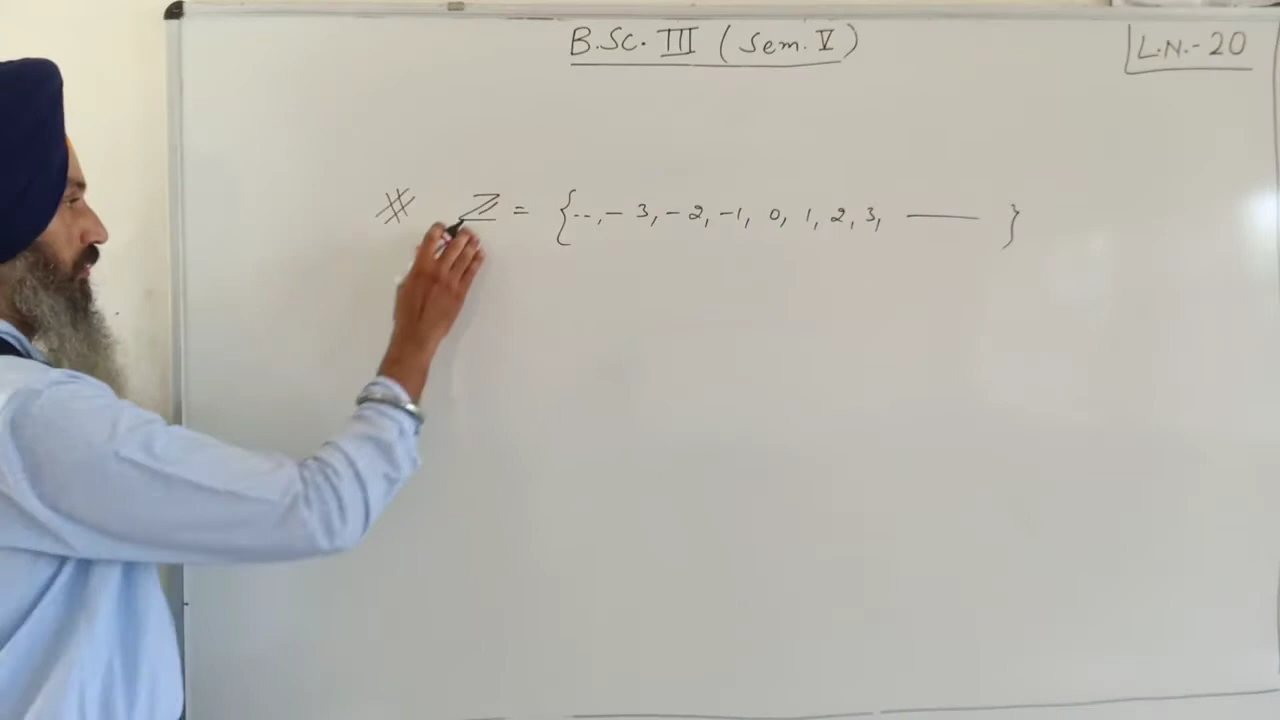 B.Sc. III (Sem. V)
L.N.-20
# Z = {..,-3,-2,-1, 0, 1, 2, 3, —— }